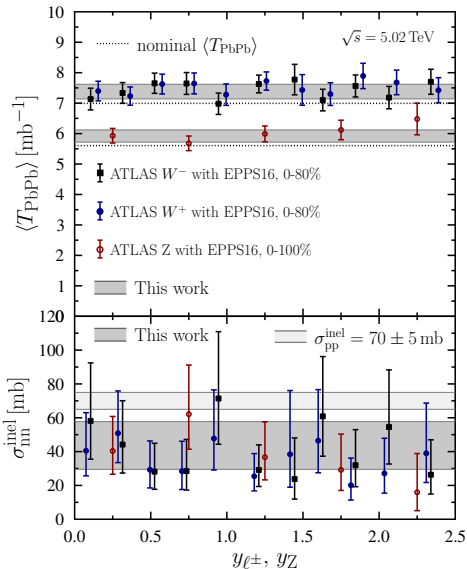 10
9
8
7
6
5
4
3
2
1
⟨T_PbPb⟩ [mb⁻¹]
nominal ⟨T_PbPb⟩
√s = 5.02 TeV
ATLAS W⁻ with EPPS16, 0-80%
ATLAS W⁺ with EPPS16, 0-80%
ATLAS Z with EPPS16, 0-100%
This work
120
100
80
60
40
20
0
σ_nn^inel [mb]
This work
σ_pp^inel = 70 ± 5 mb
0.0 0.5 1.0 1.5 2.0 2.5
y_ℓ±, y_Z